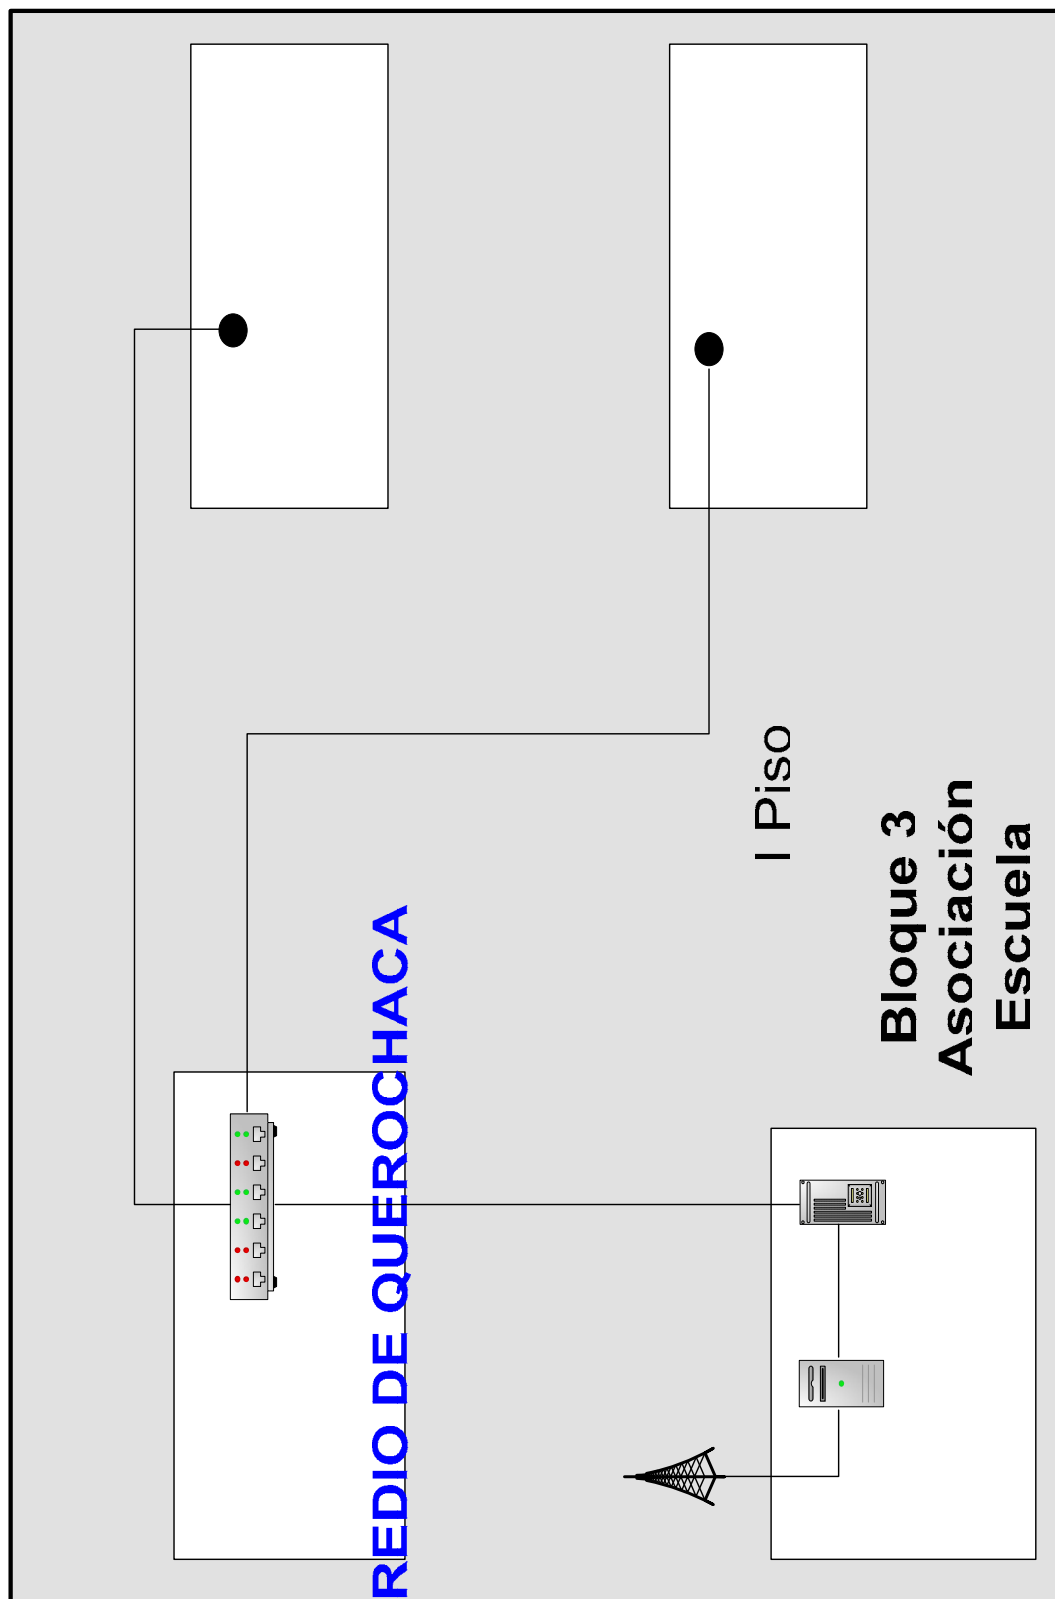 REDIO DE QUEROCHACA
I Piso
Bloque 3
Asociación
Escuela